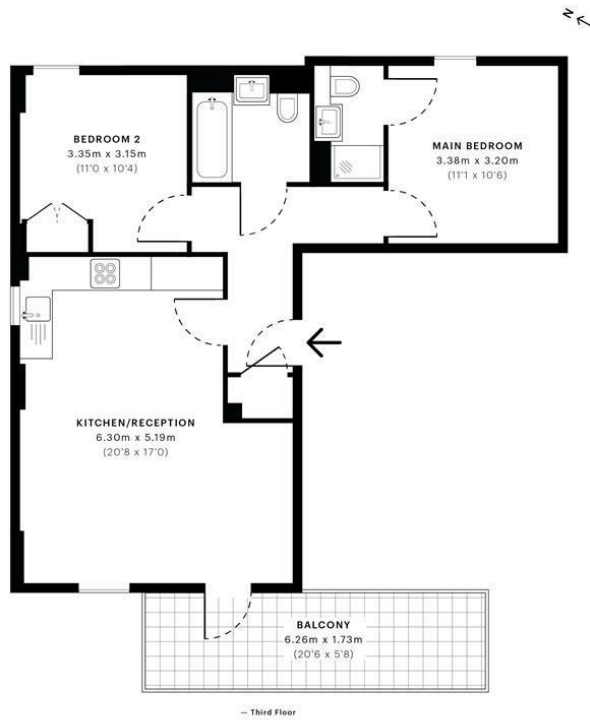 N
BEDROOM 2
3.35m x 3.15m
(11'0 x 10'4)
MAIN BEDROOM
3.38m x 3.20m
(11'1 x 10'6)
KITCHEN/RECEPTION
6.30m x 5.19m
(20'8 x 17'0)
BALCONY
6.26m x 1.73m
(20'6 x 5'8)
— Third Floor